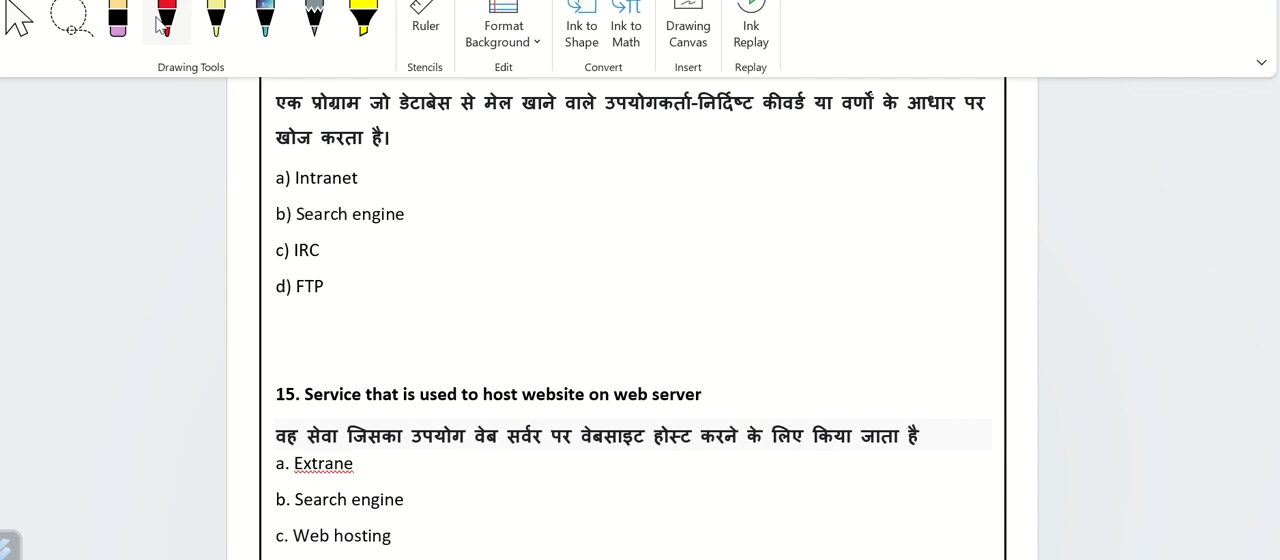 Ruler
Format
Background
Ink to
Shape
Ink to
Math
Drawing
Canvas
Ink
Replay
Drawing Tools
Stencils
Edit
Convert
Insert
Replay
एक प्रोग्राम जो डेटाबेस से मेल खाने वाले उपयोगकर्ता-निर्दिष्ट कीवर्ड या वर्णों के आधार पर
खोज करता है।
a) Intranet
b) Search engine
c) IRC
d) FTP
15. Service that is used to host website on web server
वह सेवा जिसका उपयोग वेब सर्वर पर वेबसाइट होस्ट करने के लिए किया जाता है
a. Extrane
b. Search engine
c. Web hosting